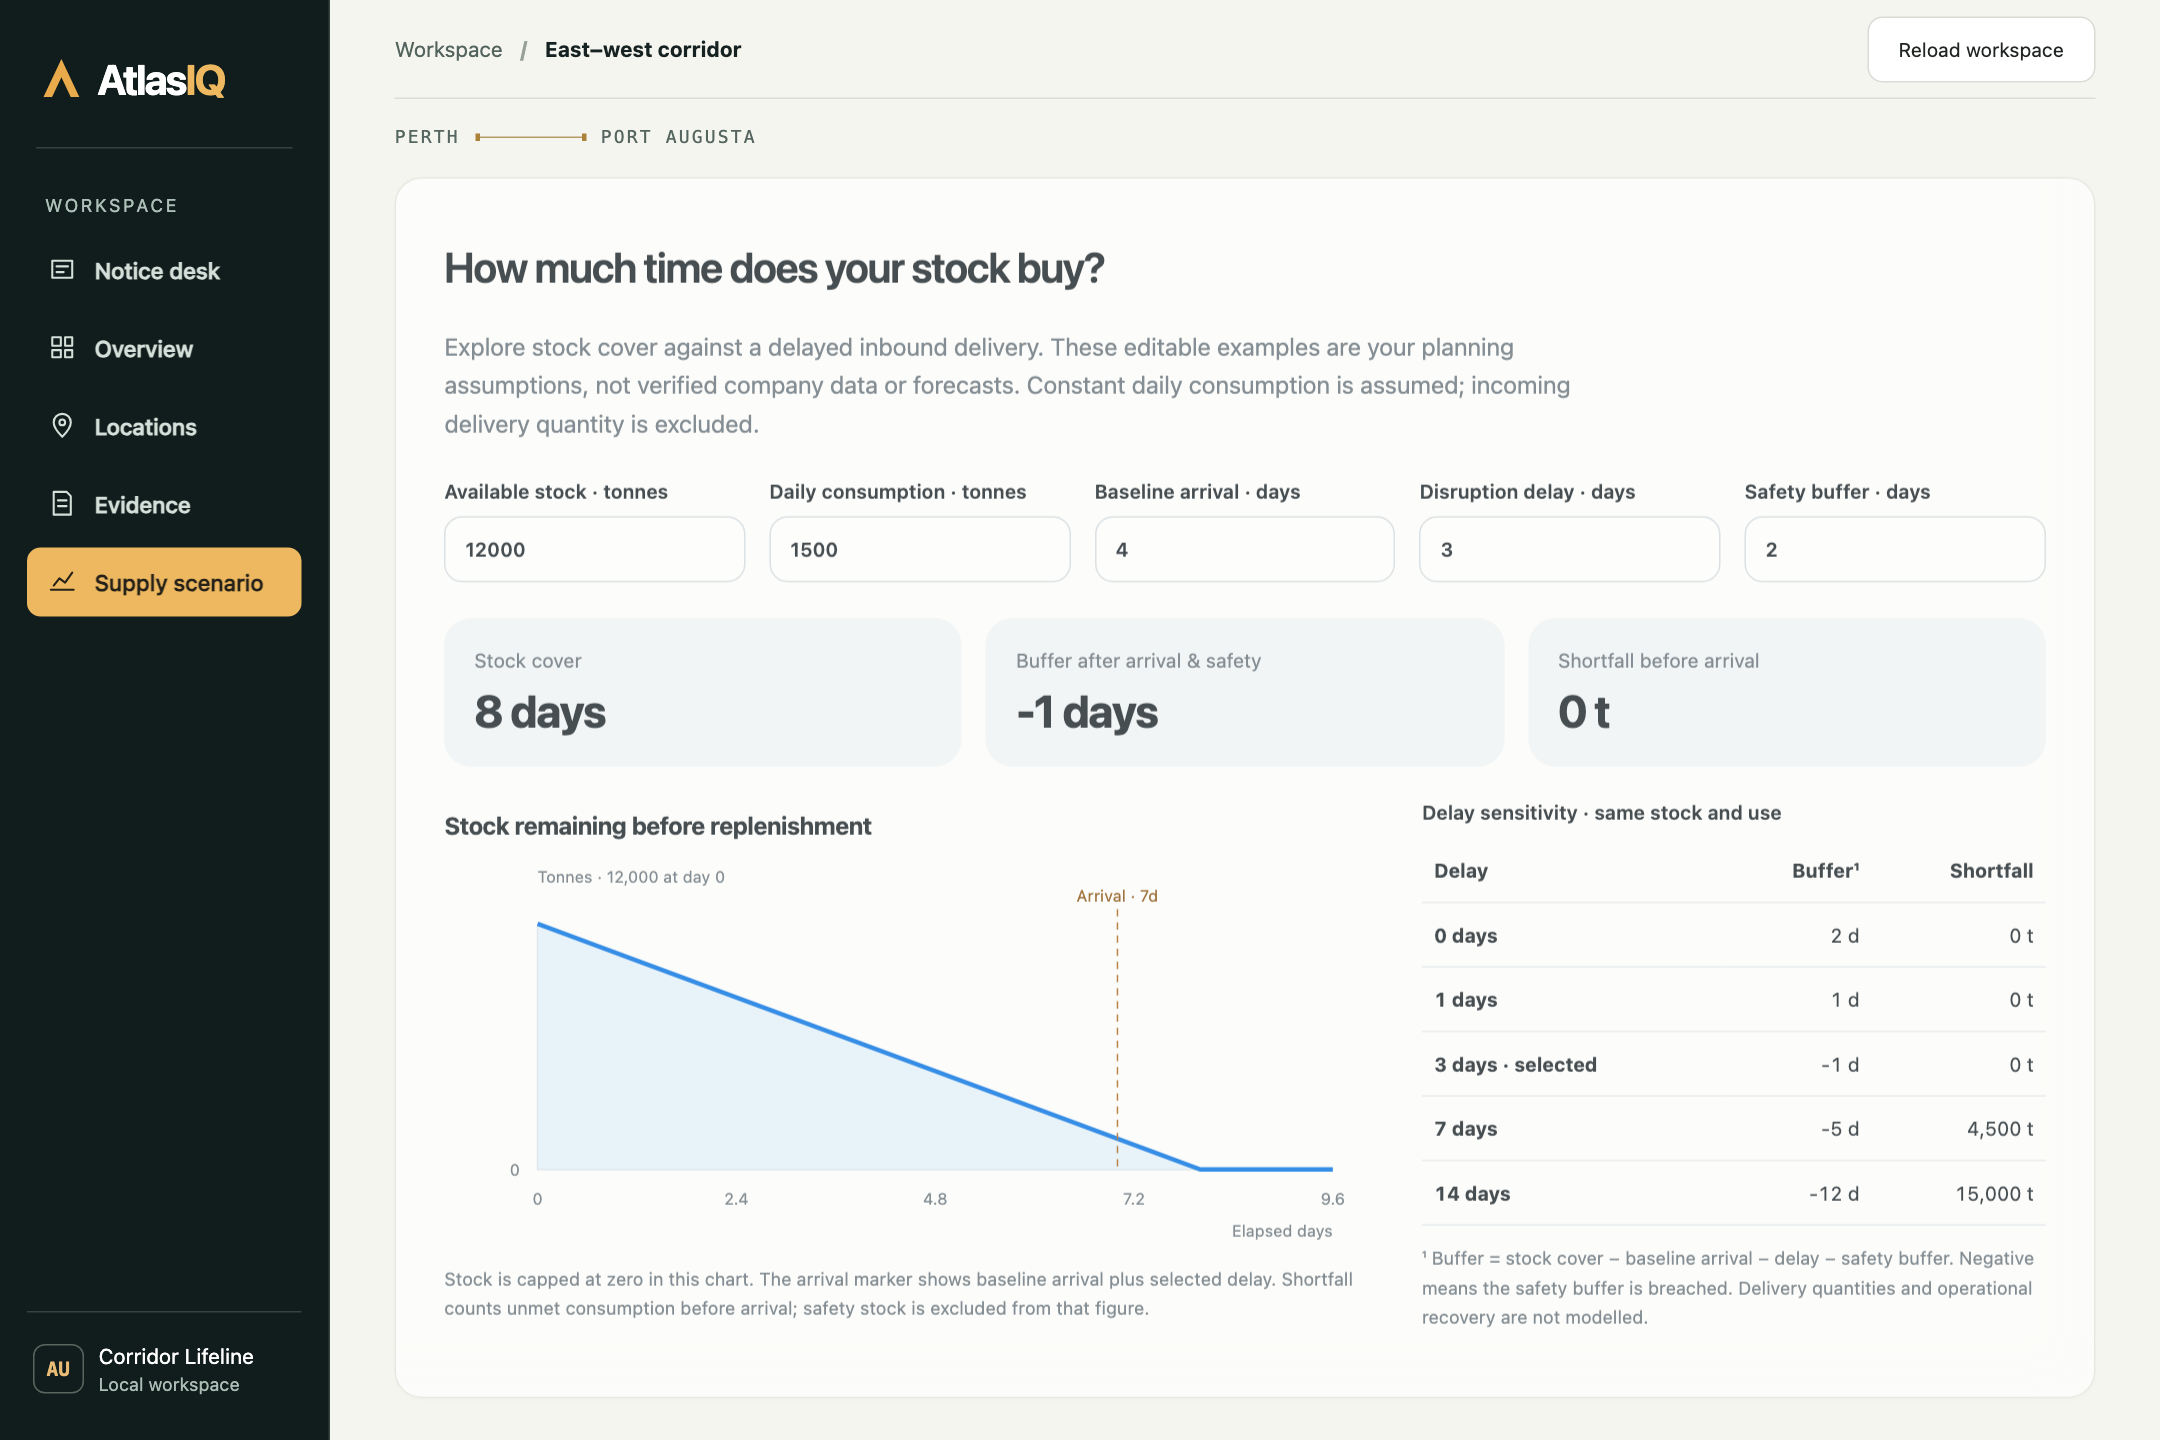 AtlasIQ
WORKSPACE
Notice desk
Overview
Locations
Evidence
Supply scenario
AU
Corridor Lifeline
Local workspace
Workspace / East–west corridor
Reload workspace
PERTH PORT AUGUSTA
How much time does your stock buy?
Explore stock cover against a delayed inbound delivery. These editable examples are your planning
assumptions, not verified company data or forecasts. Constant daily consumption is assumed; incoming
delivery quantity is excluded.
Available stock · tonnes
12000
Daily consumption · tonnes
1500
Baseline arrival · days
4
Disruption delay · days
3
Safety buffer · days
2
Stock cover
8 days
Buffer after arrival & safety
-1 days
Shortfall before arrival
0 t
Stock remaining before replenishment
Tonnes · 12,000 at day 0
Arrival · 7d
0
0 2.4 4.8 7.2 9.6
Elapsed days
Stock is capped at zero in this chart. The arrival marker shows baseline arrival plus selected delay. Shortfall
counts unmet consumption before arrival; safety stock is excluded from that figure.
Delay sensitivity · same stock and use
Delay Buffer¹ Shortfall
0 days 2 d 0 t
1 days 1 d 0 t
3 days · selected -1 d 0 t
7 days -5 d 4,500 t
14 days -12 d 15,000 t
¹ Buffer = stock cover – baseline arrival – delay – safety buffer. Negative
means the safety buffer is breached. Delivery quantities and operational
recovery are not modelled.